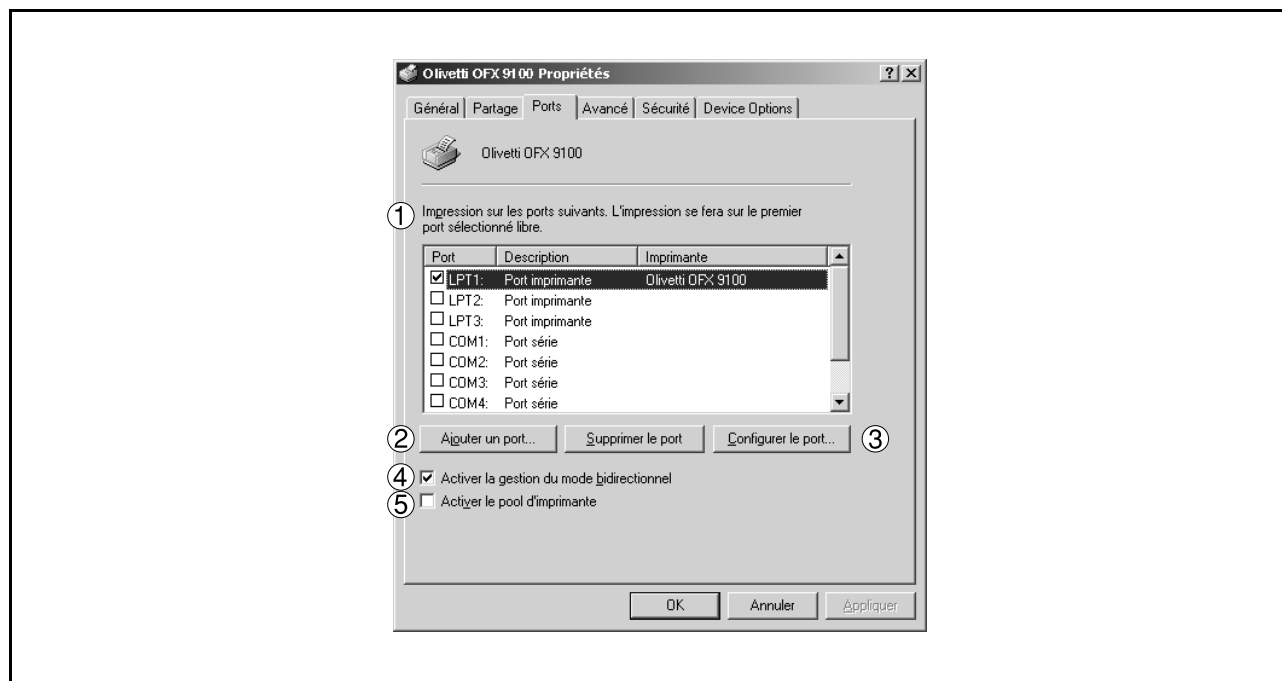 Olivetti OFX 9100 Propriétés
Général Partage Ports Avancé Sécurité Device Options
Olivetti OFX 9100
① Impression sur les ports suivants. L'impression se fera sur le premier
port sélectionné libre.
Port Description Imprimante
LPT1: Port imprimante Olivetti OFX 9100
LPT2: Port imprimante
LPT3: Port imprimante
COM1: Port série
COM2: Port série
COM3: Port série
COM4: Port série
② Ajouter un port... Supprimer le port Configurer le port... ③
④ Activer la gestion du mode bidirectionnel
⑤ Activer le pool d'imprimante
OK Annuler Appliquer